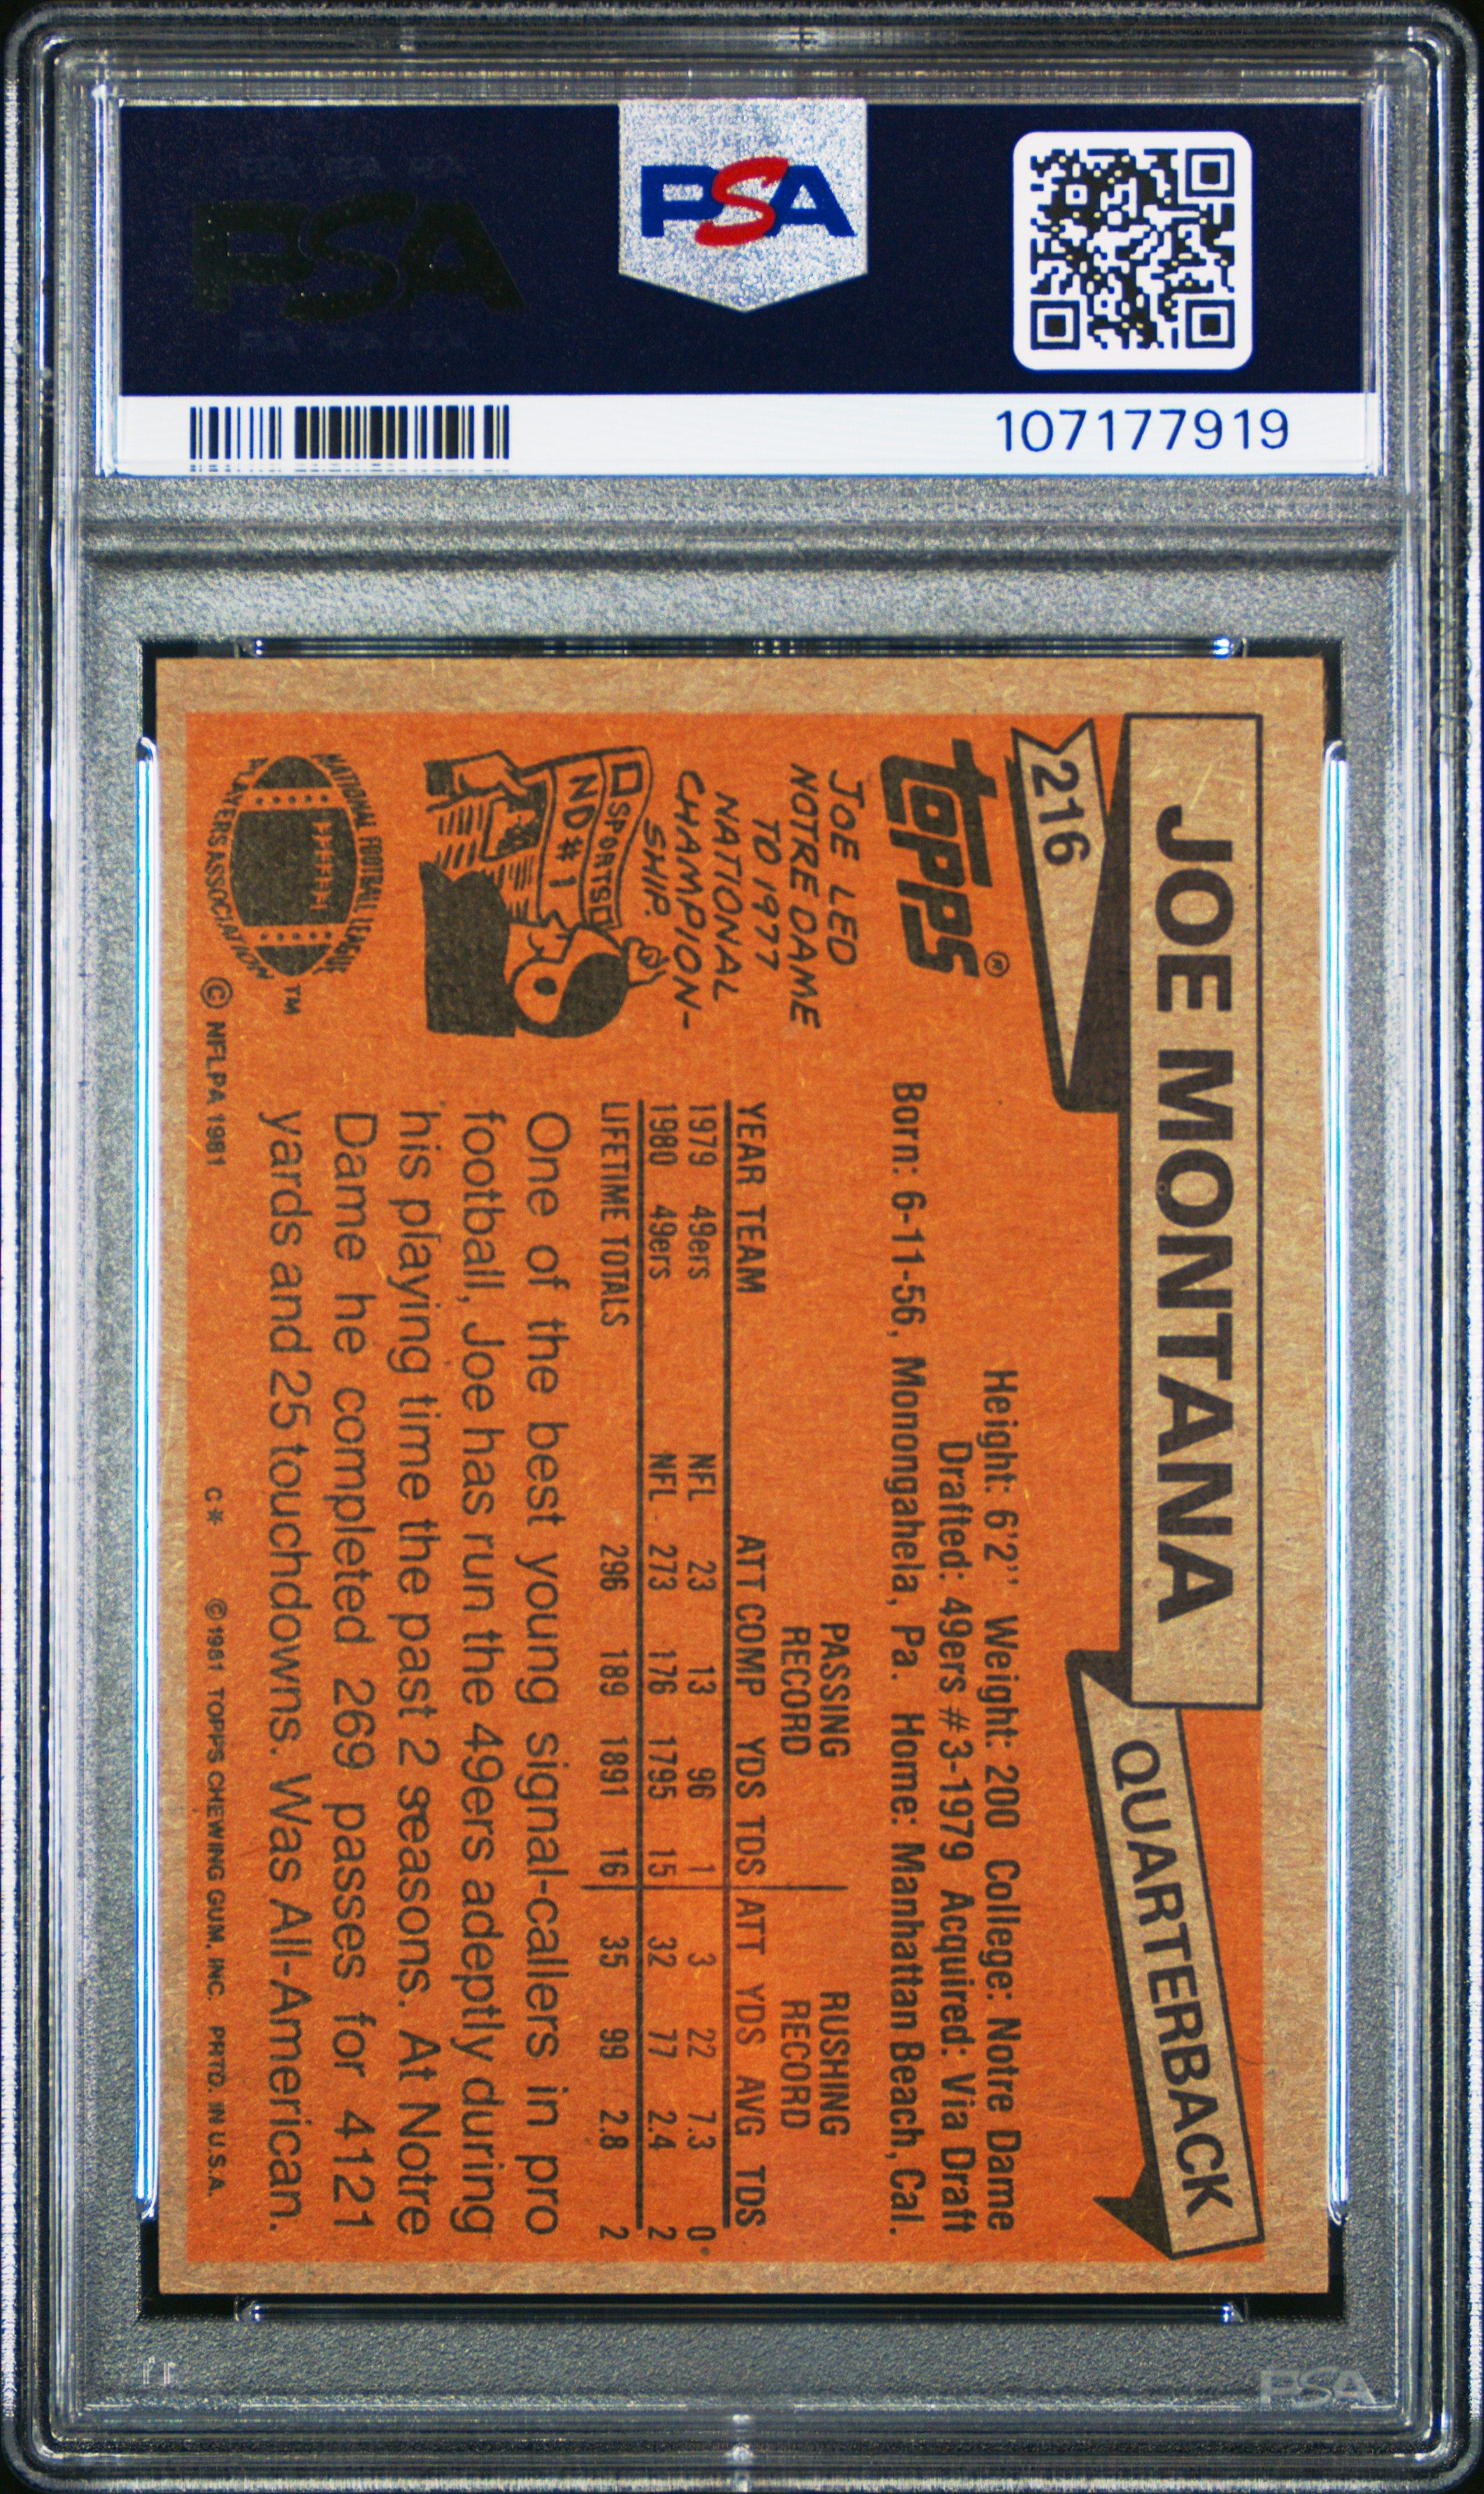 PSA
PSA
107177919
JOE MONTANA
QUARTERBACK
216
topps®
Height: 6'2'' Weight: 200 College: Notre Dame
Drafted: 49ers #3-1979 Acquired: Via Draft
Born: 6-11-56, Monongahela, Pa. Home: Manhattan Beach, Cal.
JOE LED
NOTRE DAME
TO 1977
NATIONAL
CHAMPION-
SHIP.
SPORTS
ND #1
PASSING RECORD
RUSHING RECORD
YEAR TEAM ATT COMP YDS TDS ATT YDS AVG TDS
1979 49ers NFL 23 13 96 1 3 22 7.3 0
1980 49ers NFL 273 176 1795 15 32 77 2.4 2
LIFETIME TOTALS 296 189 1891 16 35 99 2.8 2
One of the best young signal-callers in pro
football, Joe has run the 49ers adeptly during
his playing time the past 2 seasons. At Notre
Dame he completed 269 passes for 4121
yards and 25 touchdowns. Was All-American.
NATIONAL FOOTBALL LEAGUE
PLAYERS ASSOCIATION
TM
© NFLPA 1981
C*
© 1981 TOPPS CHEWING GUM, INC. PRTD. IN U.S.A.
PSA